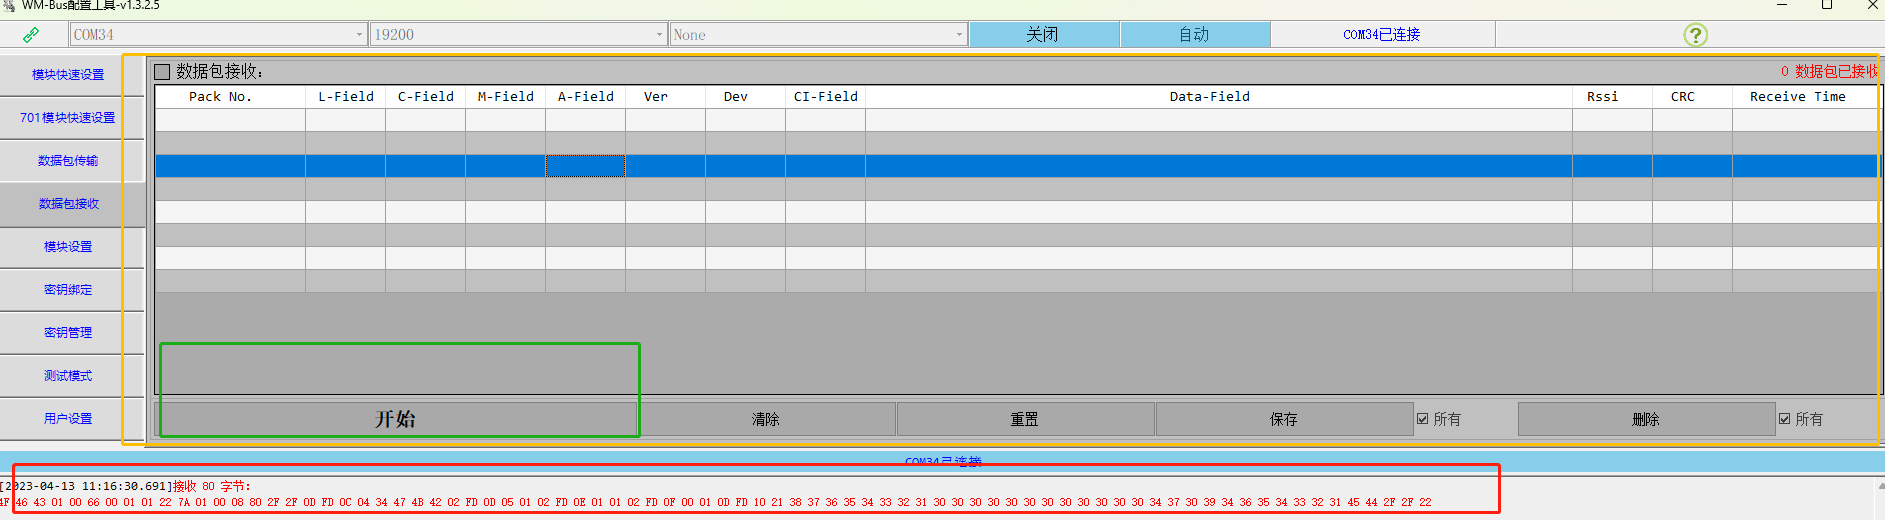 WM-Bus配置工具-v1.3.2.5
COM34 19200 None 关闭 自动 COM34已连接 ?
模块快速设置
701模块快速设置
数据包传输
数据包接收
模块设置
密钥绑定
密钥管理
测试模式
用户设置
数据包接收: 0 数据包已接收
Pack No. L-Field C-Field M-Field A-Field Ver Dev CI-Field Data-Field Rssi CRC Receive Time
开始 清除 重置 保存 所有 删除 所有
COM34已连接
[2023-04-13 11:16:30.691]接收 80 字节:
4F 46 43 01 00 66 00 01 01 22 7A 01 00 08 80 2F 2F 0D FD 0C 04 34 47 4B 42 02 FD 0D 05 01 02 FD 0E 01 01 02 FD 0F 00 01 0D FD 10 21 38 37 36 35 34 33 32 31 30 30 30 30 30 30 30 30 30 30 30 30 30 34 37 30 39 34 36 35 34 33 32 31 45 44 2F 2F 22